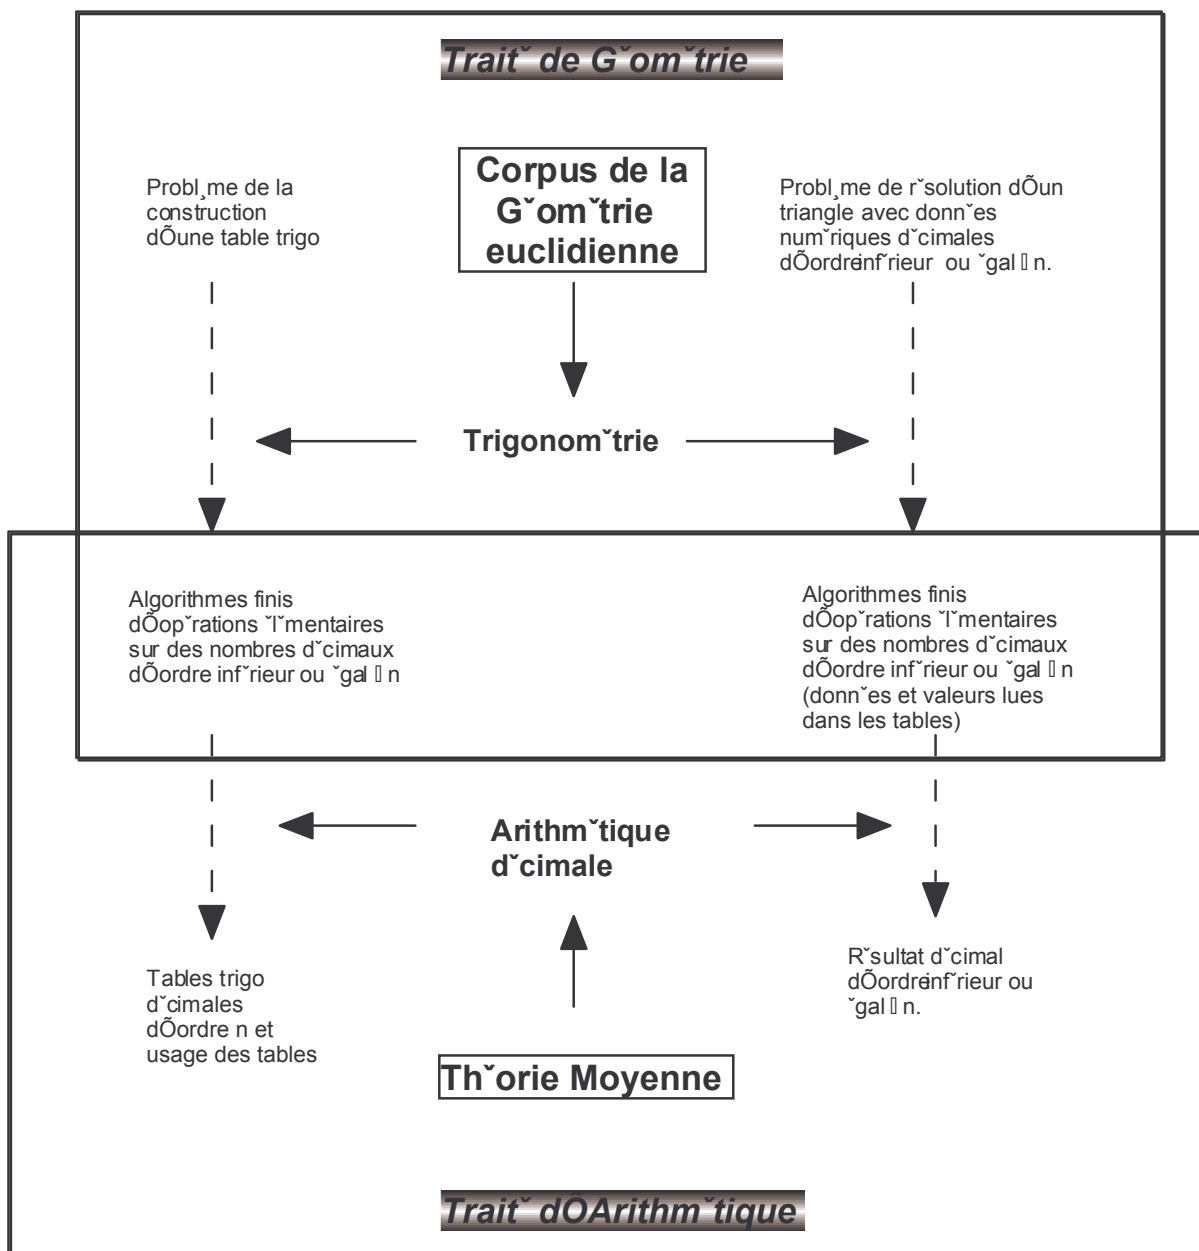 Traitˇ de Gˇomˇtrie
Probl¸me de la
construction
dÕune table trigo
Corpus de la
Gˇomˇtrie
euclidienne
Probl¸me de rˇsolution dÕun
triangle avec donnˇes
numˇriques dˇcimales
dÕordreinfˇrieur ou ˇgal ▯ n.
Trigonomˇtrie
Algorithmes finis
dÕopˇrations ˇlˇmentaires
sur des nombres dˇcimaux
dÕordre infˇrieur ou ˇgal ▯ n
Algorithmes finis
dÕopˇrations ˇlˇmentaires
sur des nombres dˇcimaux
dÕordre infˇrieur ou ˇgal ▯ n
(donnˇes et valeurs lues
dans les tables)
Arithmˇtique
dˇcimale
Tables trigo
dˇcimales
dÕordre n et
usage des tables
Rˇsultat dˇcimal
dÕordreinfˇrieur ou
ˇgal ▯ n.
Thˇorie Moyenne
Traitˇ dÕArithmˇtique